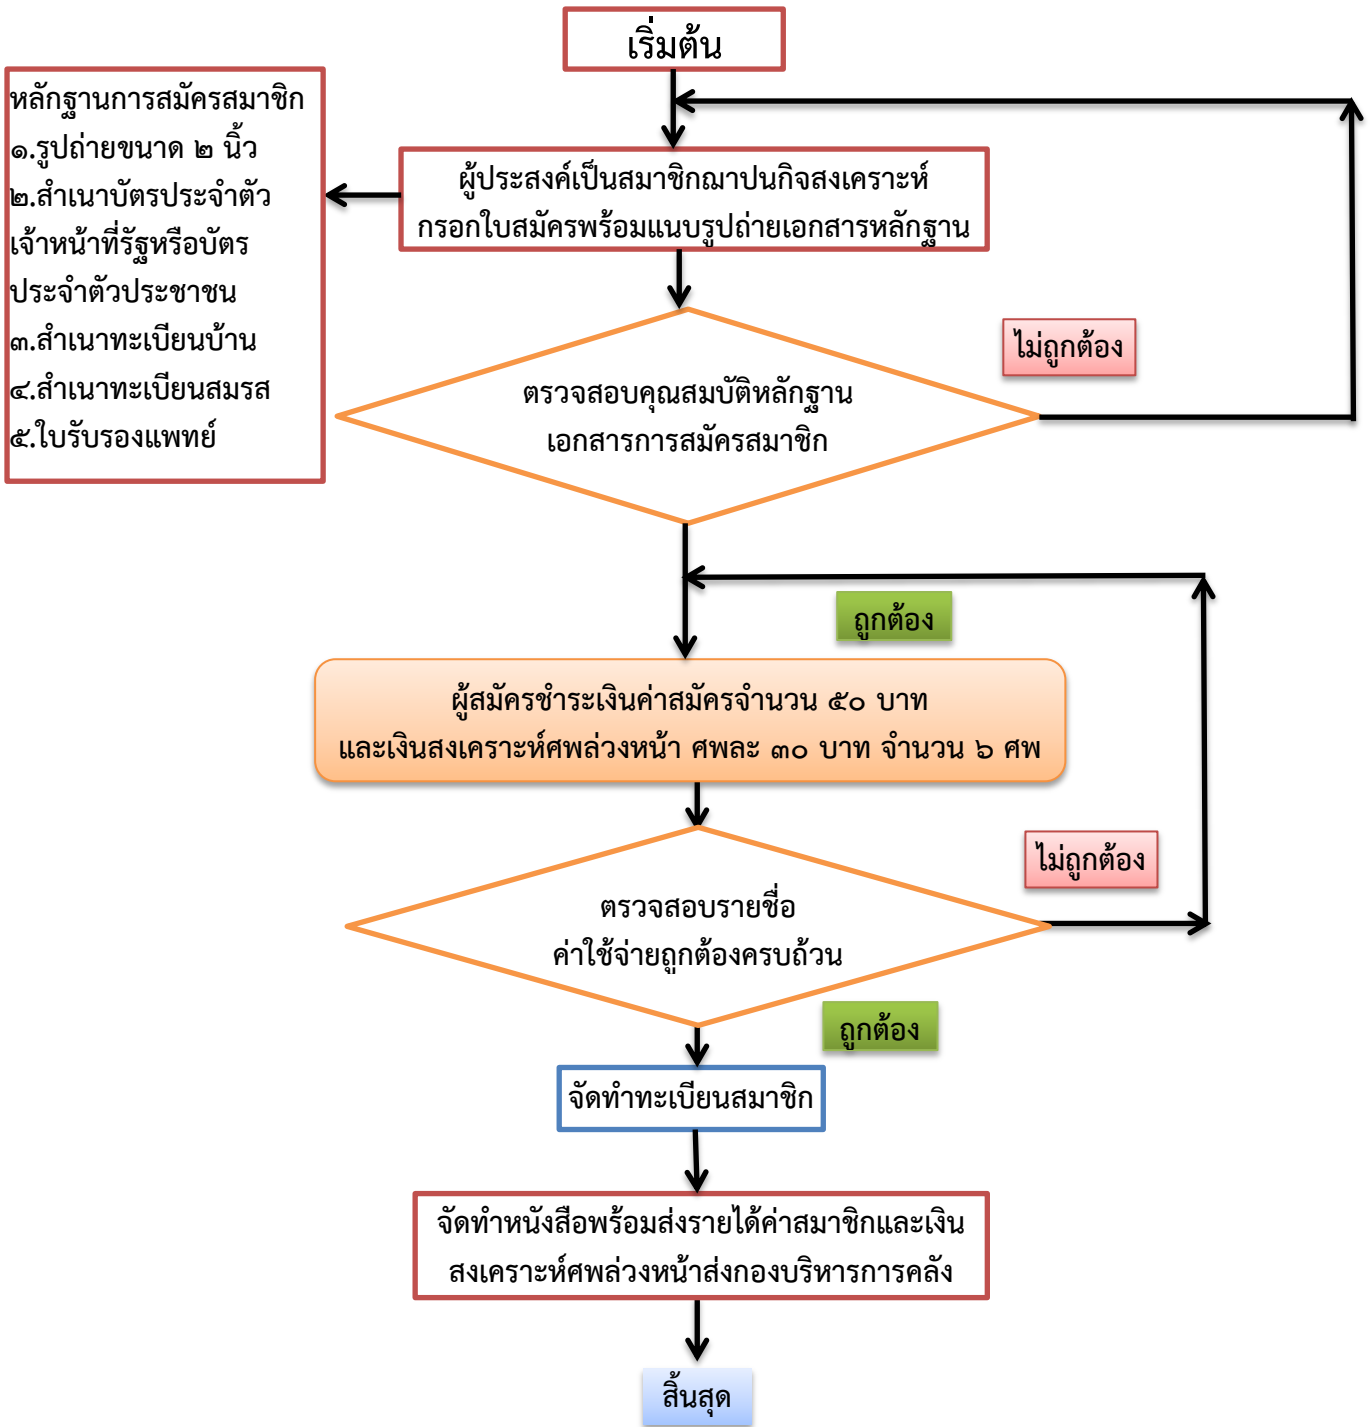 เริ่มต้น
หลักฐานการสมัครสมาชิก
๑.รูปถ่ายขนาด ๒ นิ้ว
๒.สำเนาบัตรประจำตัว
เจ้าหน้าที่รัฐหรือบัตร
ประจำตัวประชาชน
๓.สำเนาทะเบียนบ้าน
๔.สำเนาทะเบียนสมรส
๕.ใบรับรองแพทย์
ผู้ประสงค์เป็นสมาชิกฌาปนกิจสงเคราะห์
กรอกใบสมัครพร้อมแนบรูปถ่ายเอกสารหลักฐาน
ไม่ถูกต้อง
ตรวจสอบคุณสมบัติหลักฐาน
เอกสารการสมัครสมาชิก
ถูกต้อง
ผู้สมัครชำระเงินค่าสมัครจำนวน ๕๐ บาท
และเงินสงเคราะห์ศพล่วงหน้า ศพละ ๓๐ บาท จำนวน ๖ ศพ
ไม่ถูกต้อง
ตรวจสอบรายชื่อ
ค่าใช้จ่ายถูกต้องครบถ้วน
ถูกต้อง
จัดทำทะเบียนสมาชิก
จัดทำหนังสือพร้อมส่งรายได้ค่าสมาชิกและเงิน
สงเคราะห์ศพล่วงหน้าส่งกองบริหารการคลัง
สิ้นสุด